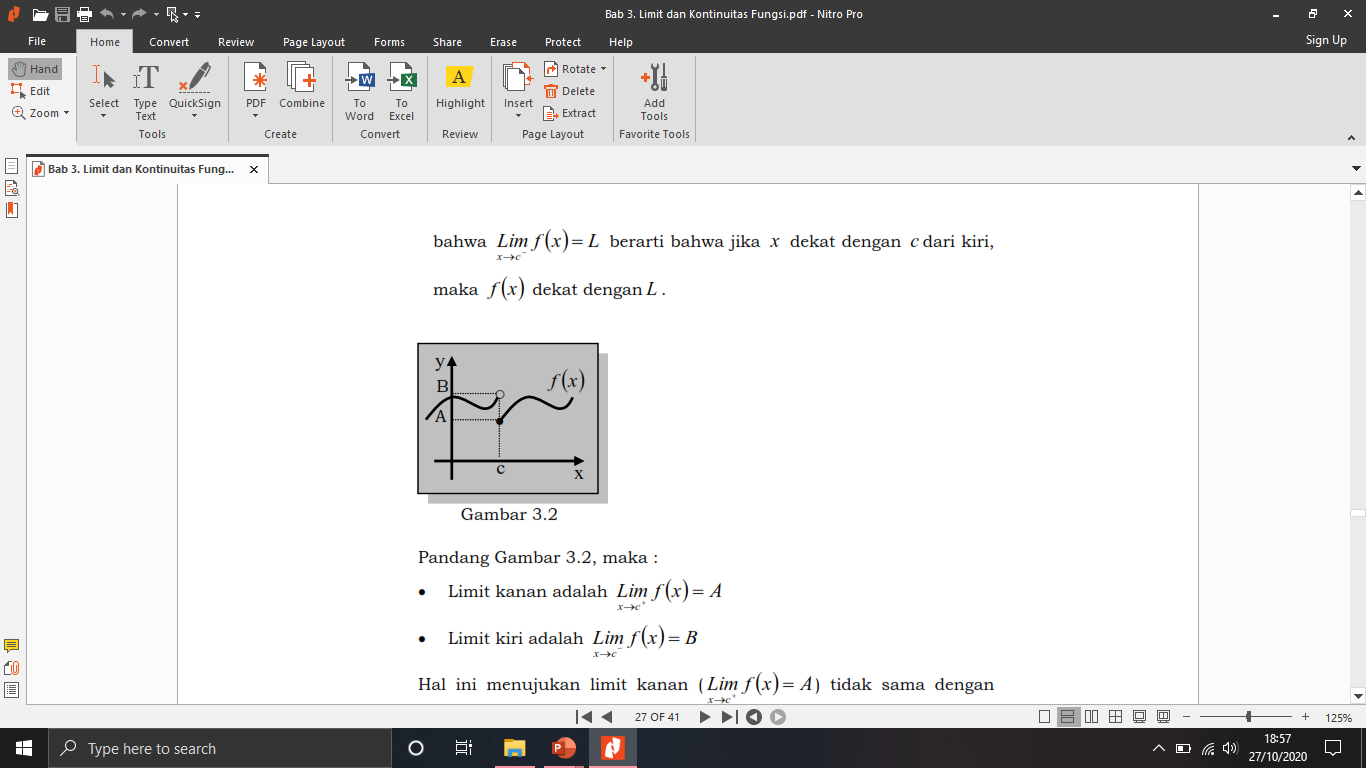 Bab 3. Limit dan Kontinuitas Fungsi.pdf - Nitro Pro
File Home Convert Review Page Layout Forms Share Erase Protect Help Sign Up
Hand
Edit
Zoom
Select
Type Text
QuickSign
Tools
PDF
Combine
Create
To Word
To Excel
Convert
Highlight
Review
Insert
Rotate
Delete
Extract
Page Layout
Add Tools
Favorite Tools
Bab 3. Limit dan Kontinuitas Fung...
bahwa Lim f(x) = L berarti bahwa jika x dekat dengan c dari kiri,
x→c⁻
maka f(x) dekat dengan L .
y
B
f(x)
A
c
x
Gambar 3.2
Pandang Gambar 3.2, maka :
• Limit kanan adalah Lim f(x) = A
x→c⁺
• Limit kiri adalah Lim f(x) = B
x→c⁻
Hal ini menujukan limit kanan (Lim f(x) = A) tidak sama dengan
x→c⁺
27 OF 41
125%
Type here to search
18:57
27/10/2020